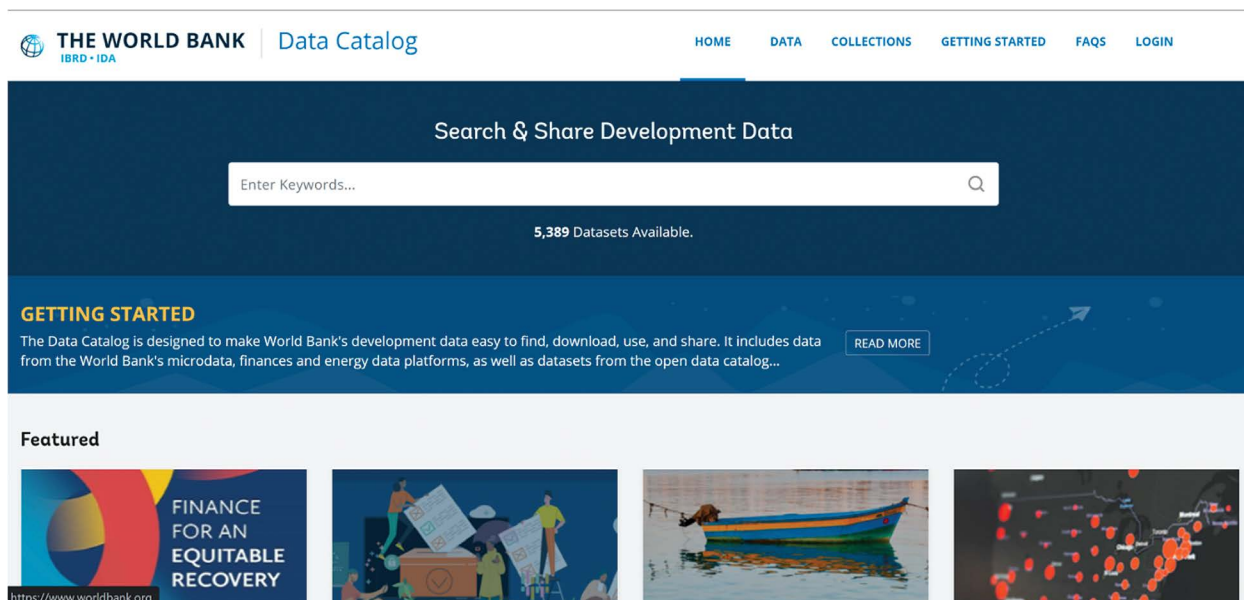 THE WORLD BANK
IBRD • IDA
Data Catalog
HOME DATA COLLECTIONS GETTING STARTED FAQS LOGIN
Search & Share Development Data
Enter Keywords...
5,389 Datasets Available.
GETTING STARTED
The Data Catalog is designed to make World Bank's development data easy to find, download, use, and share. It includes data
from the World Bank's microdata, finances and energy data platforms, as well as datasets from the open data catalog...
READ MORE
Featured
FINANCE
FOR AN
EQUITABLE
RECOVERY
Montreal
Toronto
Chicago
https://www.worldbank.org